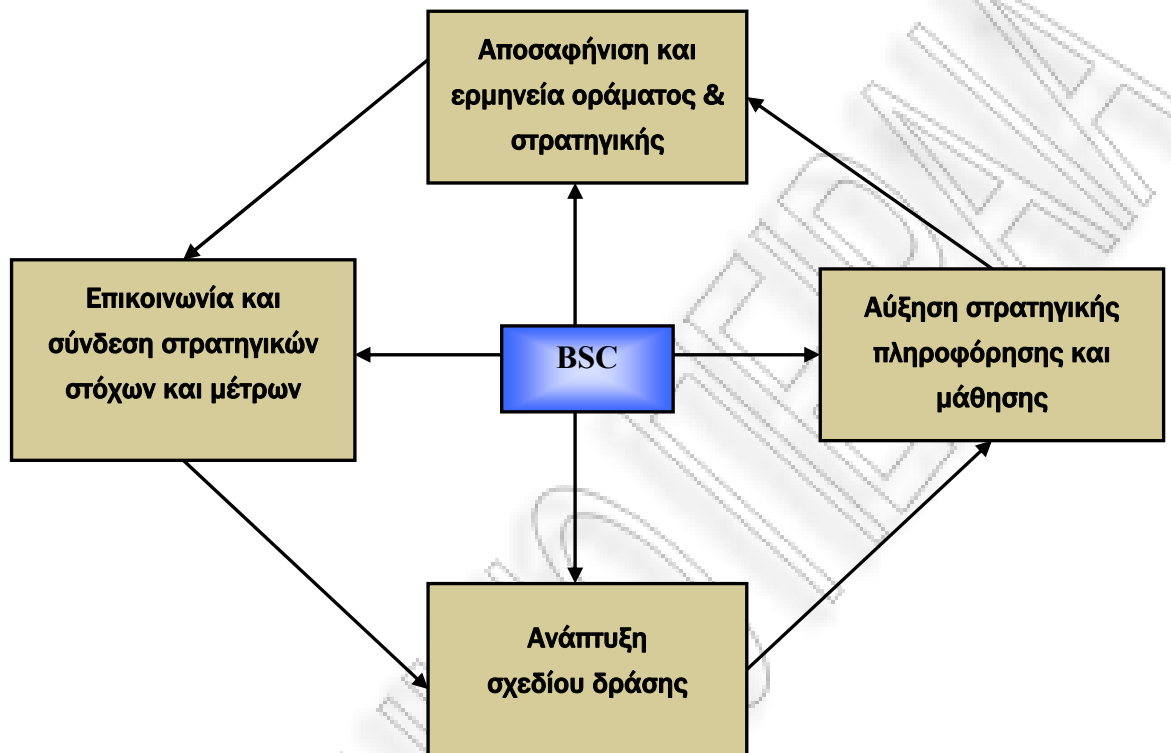 Αποσαφήνιση και
ερμηνεία οράματος &
στρατηγικής
Επικοινωνία και
σύνδεση στρατηγικών
στόχων και μέτρων
BSC
Αύξηση στρατηγικής
πληροφόρησης και
μάθησης
Ανάπτυξη
σχεδίου δράσης